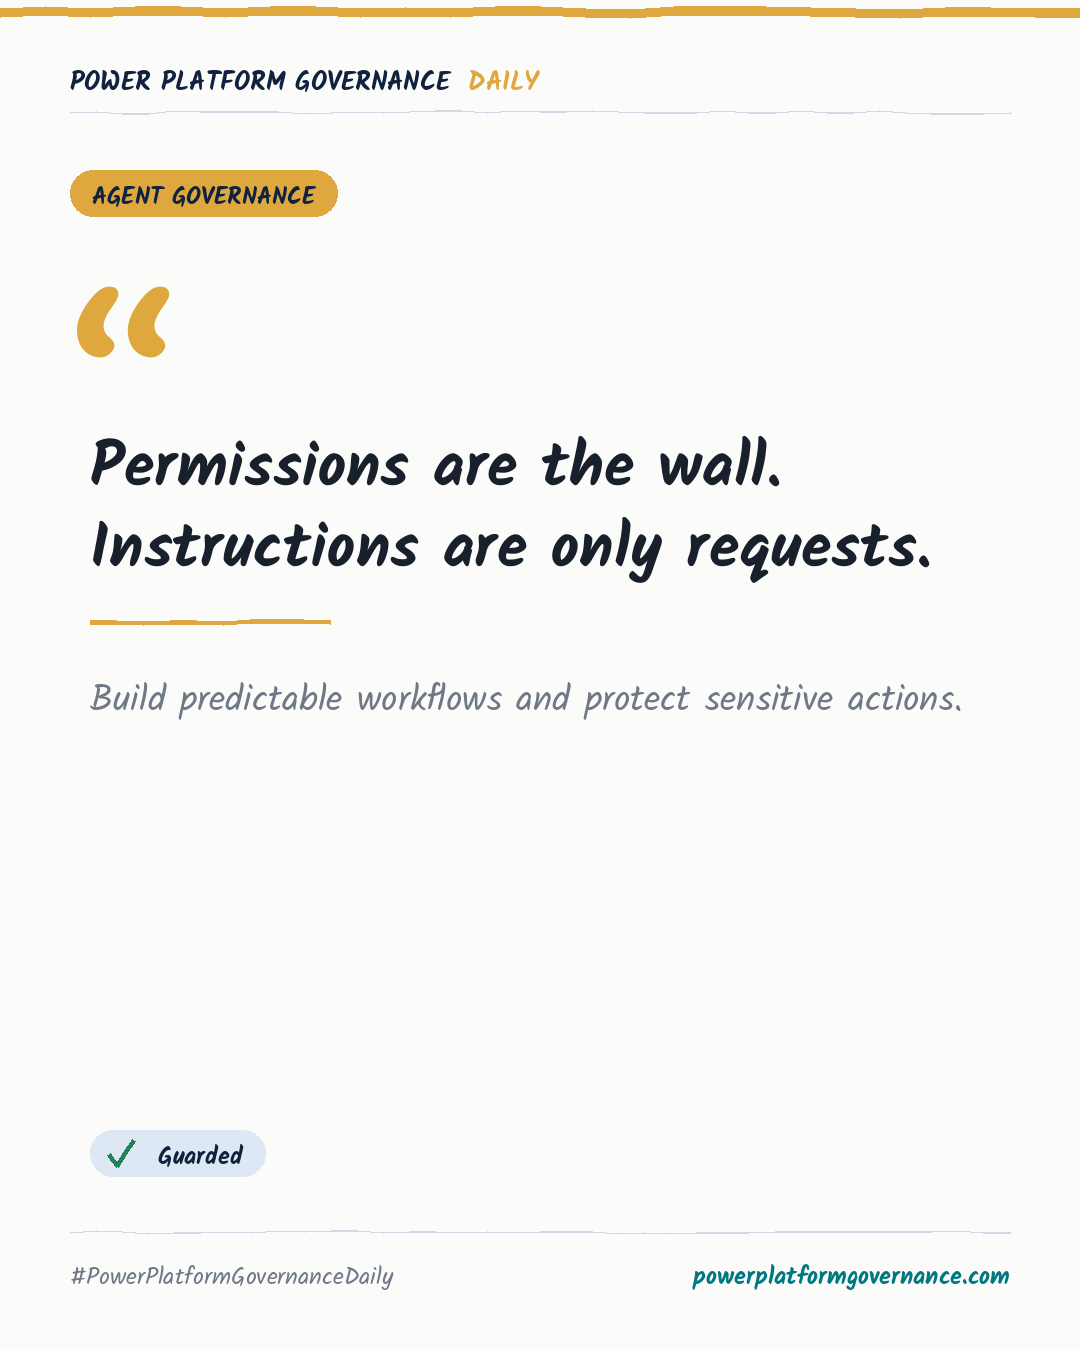 POWER PLATFORM GOVERNANCE DAILY
AGENT GOVERNANCE
“
Permissions are the wall.
Instructions are only requests.
Build predictable workflows and protect sensitive actions.
Guarded
#PowerPlatformGovernanceDaily
powerplatformgovernance.com